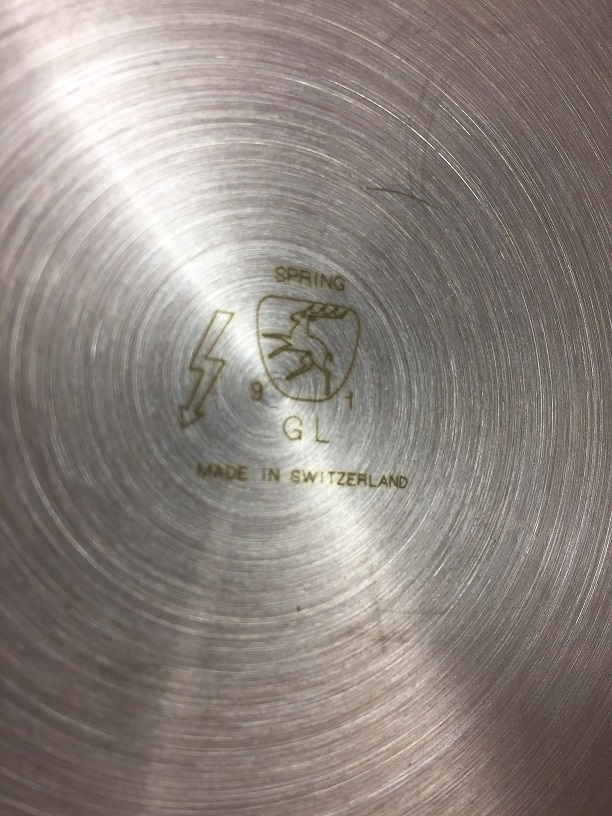 SPRING
9 1
GL
MADE IN SWITZERLAND